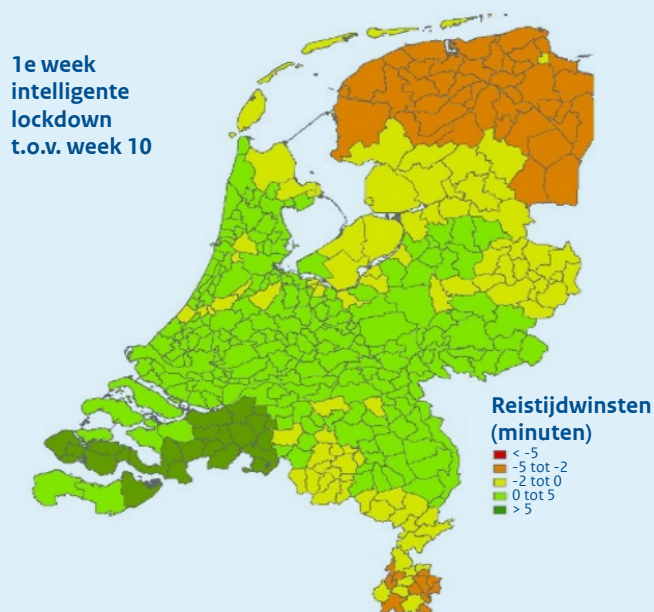 1e week
intelligente
lockdown
t.o.v. week 10
Reistijdwinsten
(minuten)
< -5
-5 tot -2
-2 tot 0
0 tot 5
> 5